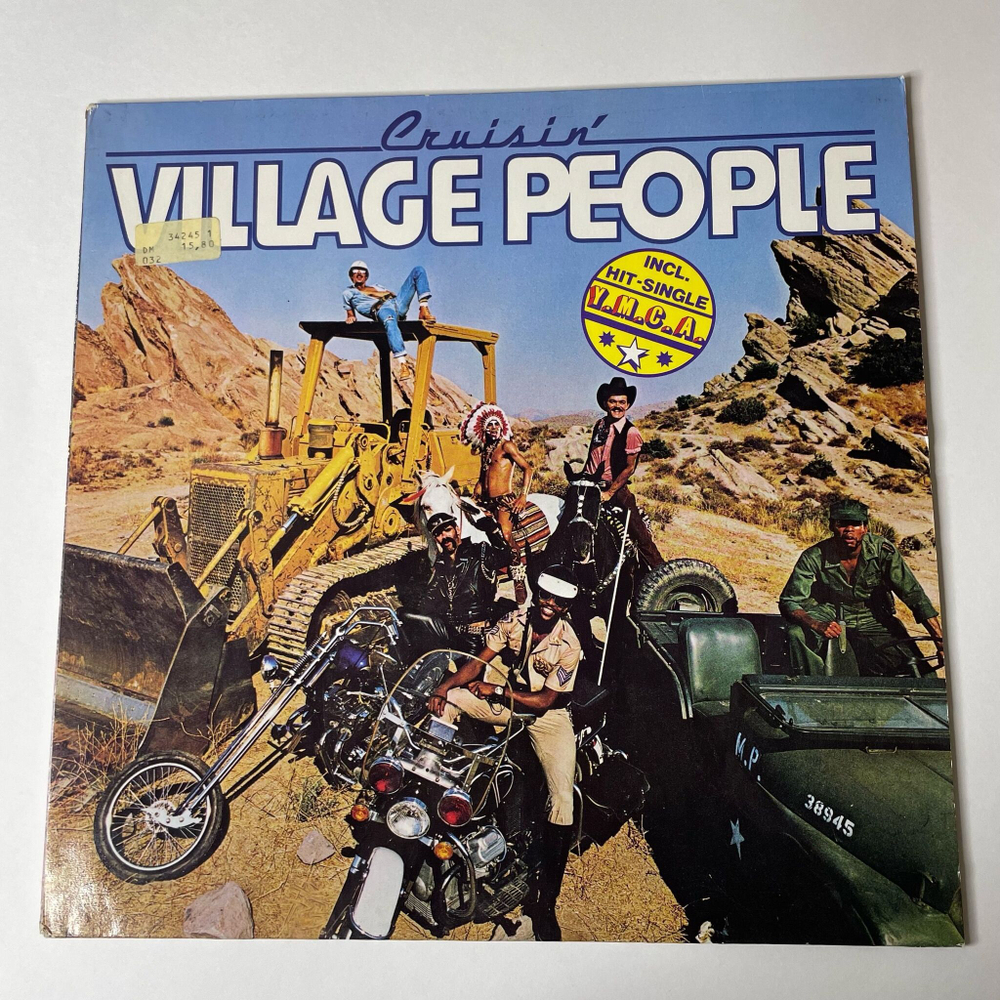 Cruisin'
VILLAGE PEOPLE
34245 1
DM 15,80
032
INCL.
HIT-SINGLE
Y.M.C.A.
M.P.
38945